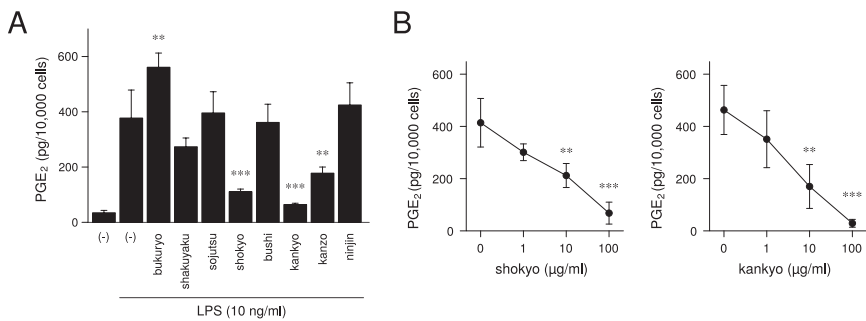 A
PGE₂ (pg/10,000 cells)
600
400
200
0
**
***
***
**
(-)
(-)
bukuryo
shakuyaku
sojutsu
shokyo
bushi
kankyo
kanzo
ninjin
LPS (10 ng/ml)
B
PGE₂ (pg/10,000 cells)
600
400
200
0
**
***
0 1 10 100
shokyo (µg/ml)
PGE₂ (pg/10,000 cells)
600
400
200
0
**
***
0 1 10 100
kankyo (µg/ml)